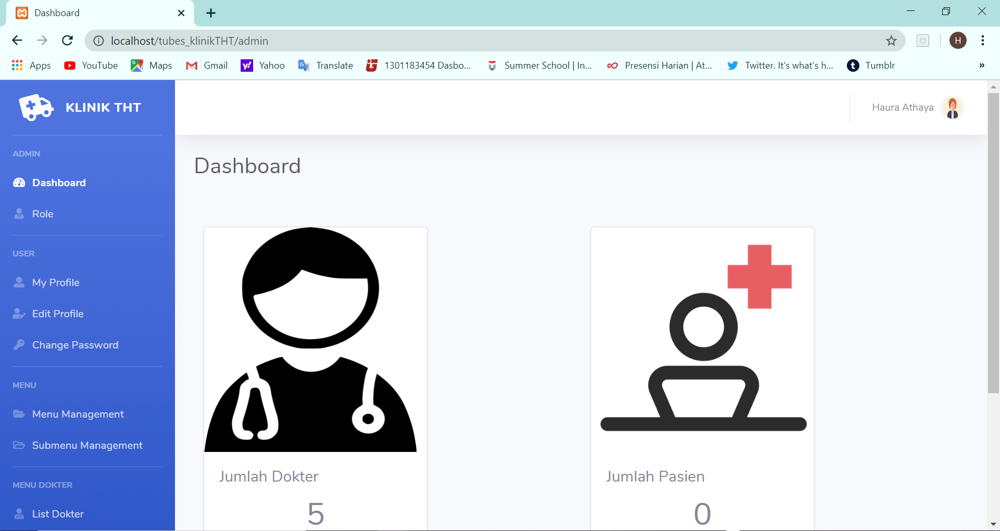 Dashboard
localhost/tubes_klinikTHT/admin
H
Apps
YouTube
Maps
Gmail
Yahoo
Translate
1301183454 Dasbo...
Summer School | In...
Presensi Harian | At...
Twitter. It's what's h...
Tumblr
»
KLINIK THT
Haura Athaya
ADMIN
Dashboard
Role
USER
My Profile
Edit Profile
Change Password
MENU
Menu Management
Submenu Management
MENU DOKTER
List Dokter
Dashboard
Jumlah Dokter
5
Jumlah Pasien
0